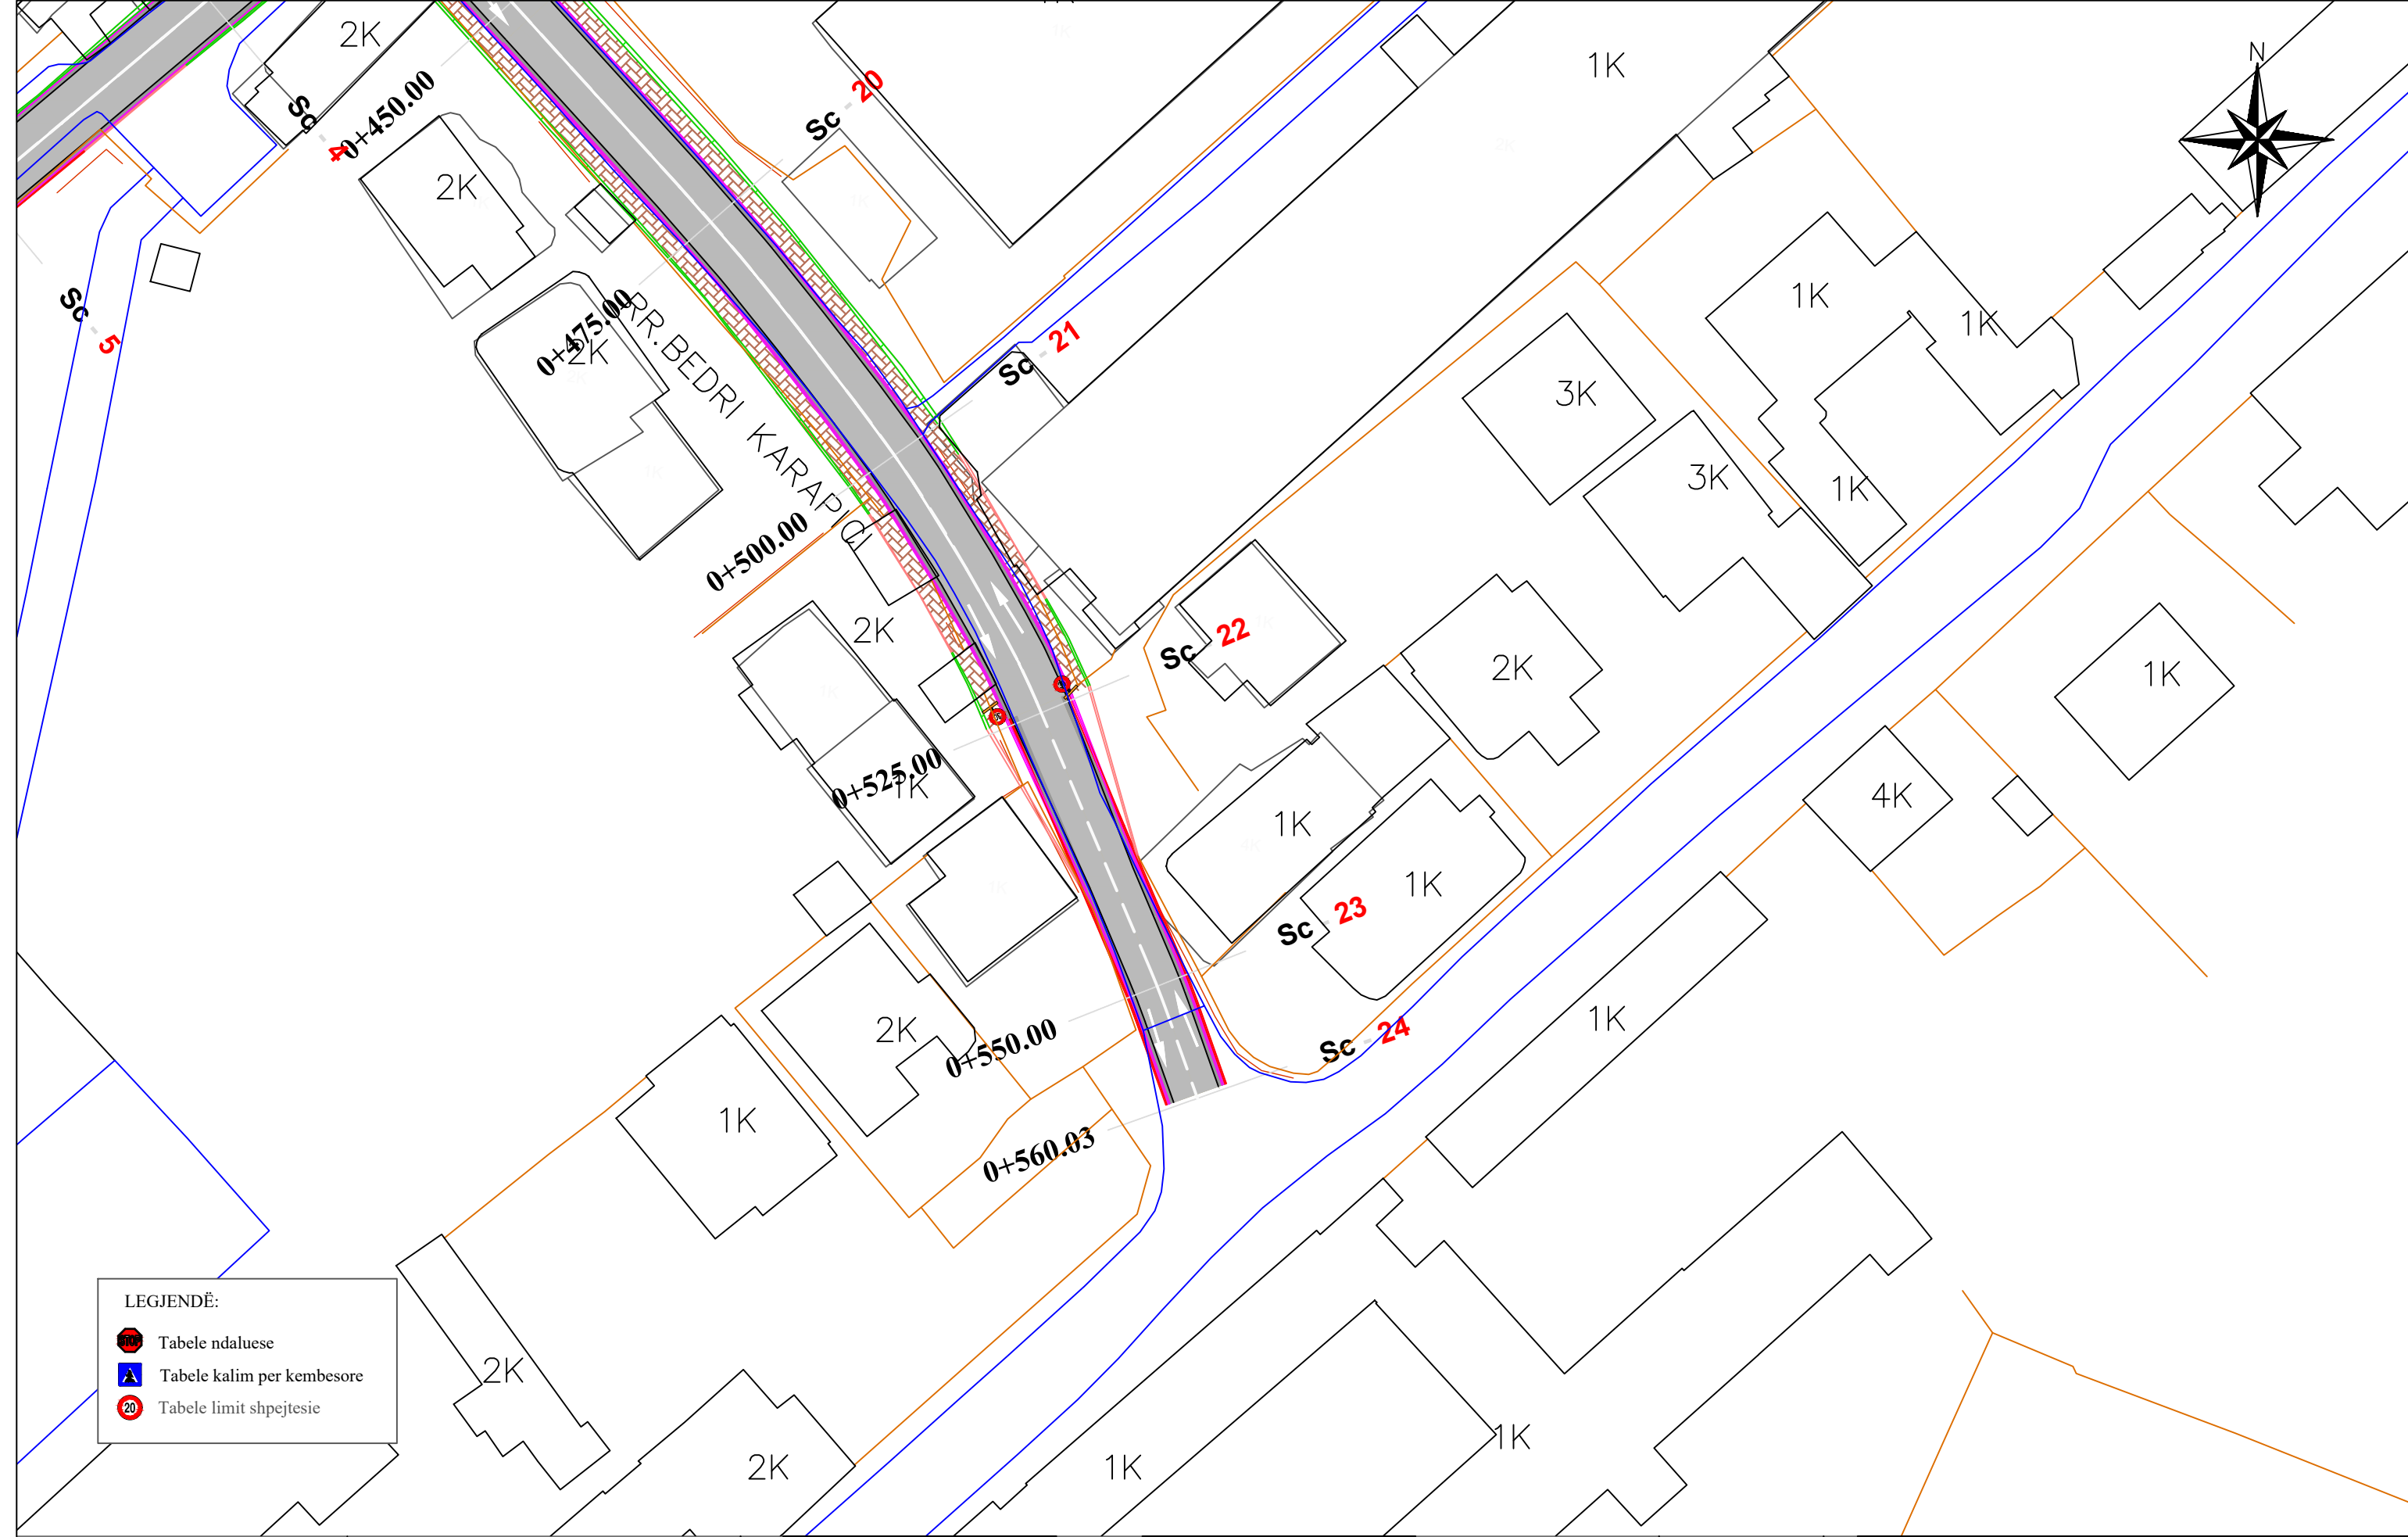 2K
N
1K
Sc - 4
0+450.00
Sc - 20
2K
Sc - 5
1K
1K
0+475.00
2K
RR.BEDRI KARAPICI
Sc - 21
3K
3K
1K
0+500.00
2K
Sc - 22
2K
1K
0+525.00
1K
1K
4K
1K
Sc - 23
2K
0+550.00
Sc - 24
1K
1K
0+560.03
LEGJENDË:
STOP Tabele ndaluese
Tabele kalim per kembesore
20 Tabele limit shpejtesie
2K
2K
1K
1K